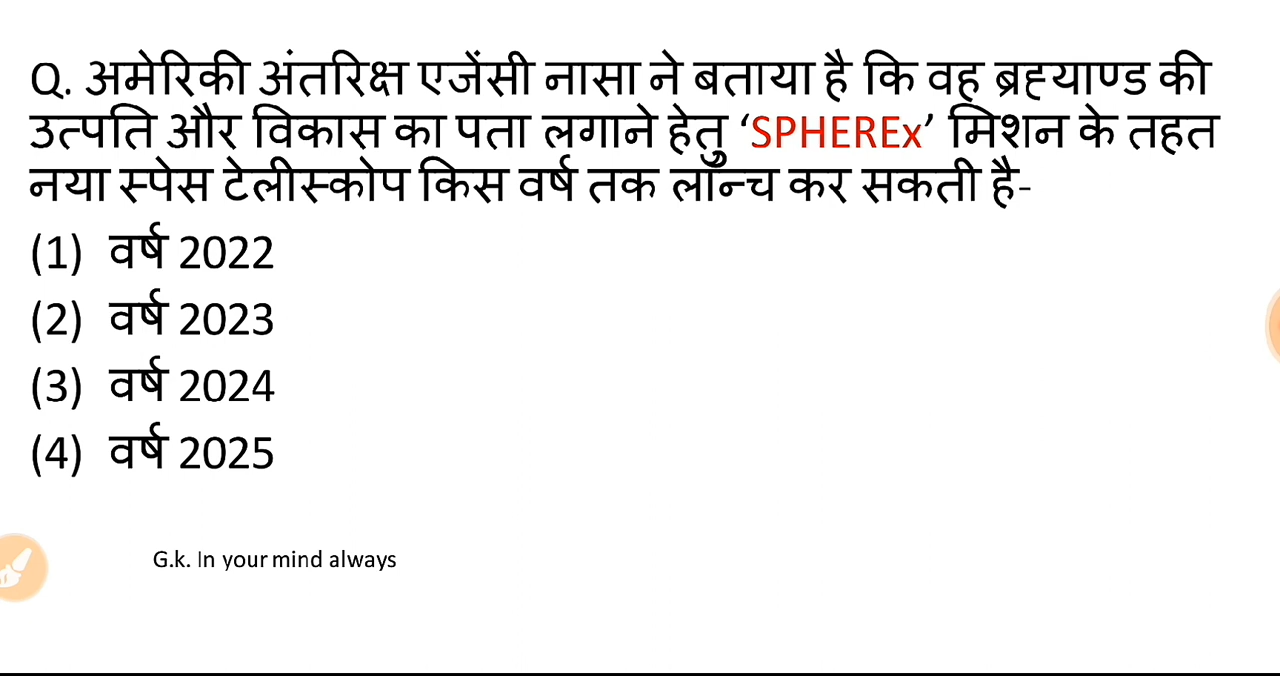 Q. अमेरिकी अंतरिक्ष एजेंसी नासा ने बताया है कि वह ब्रह्याण्ड की
उत्पति और विकास का पता लगाने हेतु ‘SPHEREx’ मिशन के तहत
नया स्पेस टेलीस्कोप किस वर्ष तक लॉन्च कर सकती है-
(1) वर्ष 2022
(2) वर्ष 2023
(3) वर्ष 2024
(4) वर्ष 2025
G.k. In your mind always